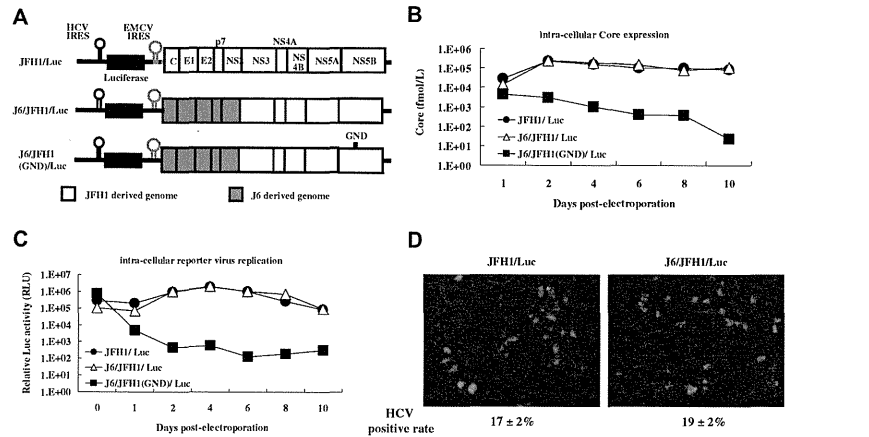 A
HCV IRES
EMCV IRES
p7
NS4A
JFH1/Luc
C E1 E2 NS2 NS3 NS4B NS5A NS5B
Luciferase
J6/JFH1/Luc
GND
J6/JFH1 (GND)/Luc
JFH1 derived genome
J6 derived genome
B
intra-cellular Core expression
Core (fmol/L)
1.E+06
1.E+05
1.E+04
1.E+03
1.E+02
1.E+01
1.E+00
JFH1/ Luc
J6/JFH1/ Luc
J6/JFH1(GND)/ Luc
1 2 4 6 8 10
Days post-electroporation
C
intra-cellular reporter virus replication
Relative Luc activity (RLU)
1.E+07
1.E+06
1.E+05
1.E+04
1.E+03
1.E+02
1.E+01
1.E+00
JFH1/ Luc
J6/JFH1/ Luc
J6/JFH1(GND)/ Luc
0 1 2 4 6 8 10
Days post-electroporation
D
JFH1/Luc
J6/JFH1/Luc
HCV positive rate
17 ± 2%
19 ± 2%